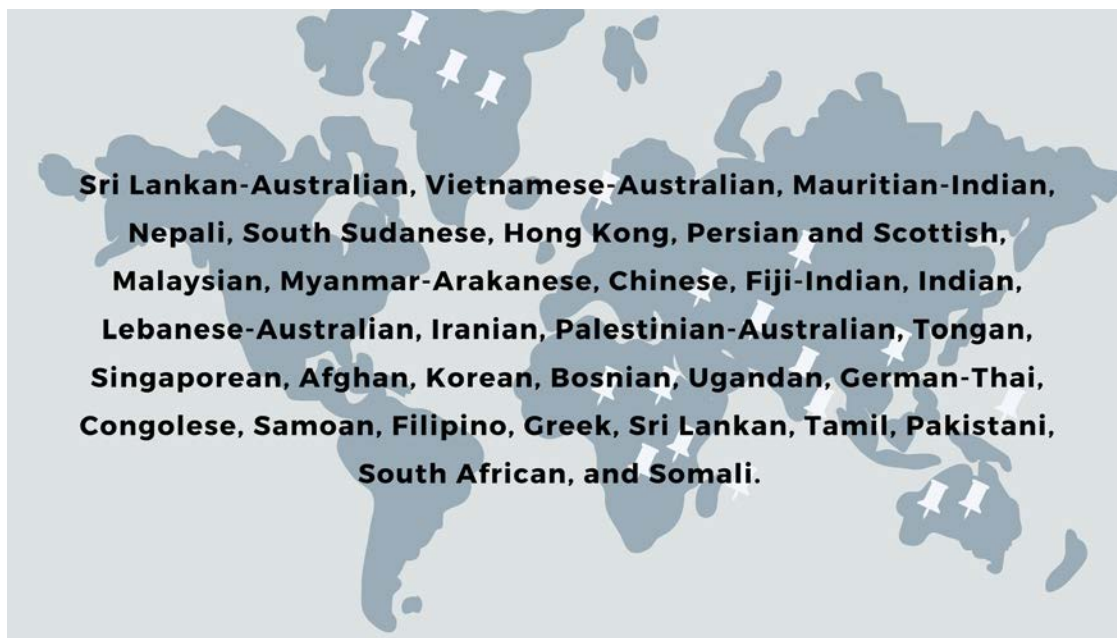 Sri Lankan-Australian, Vietnamese-Australian, Mauritian-Indian,
Nepali, South Sudanese, Hong Kong, Persian and Scottish,
Malaysian, Myanmar-Arakanese, Chinese, Fiji-Indian, Indian,
Lebanese-Australian, Iranian, Palestinian-Australian, Tongan,
Singaporean, Afghan, Korean, Bosnian, Ugandan, German-Thai,
Congolese, Samoan, Filipino, Greek, Sri Lankan, Tamil, Pakistani,
South African, and Somali.